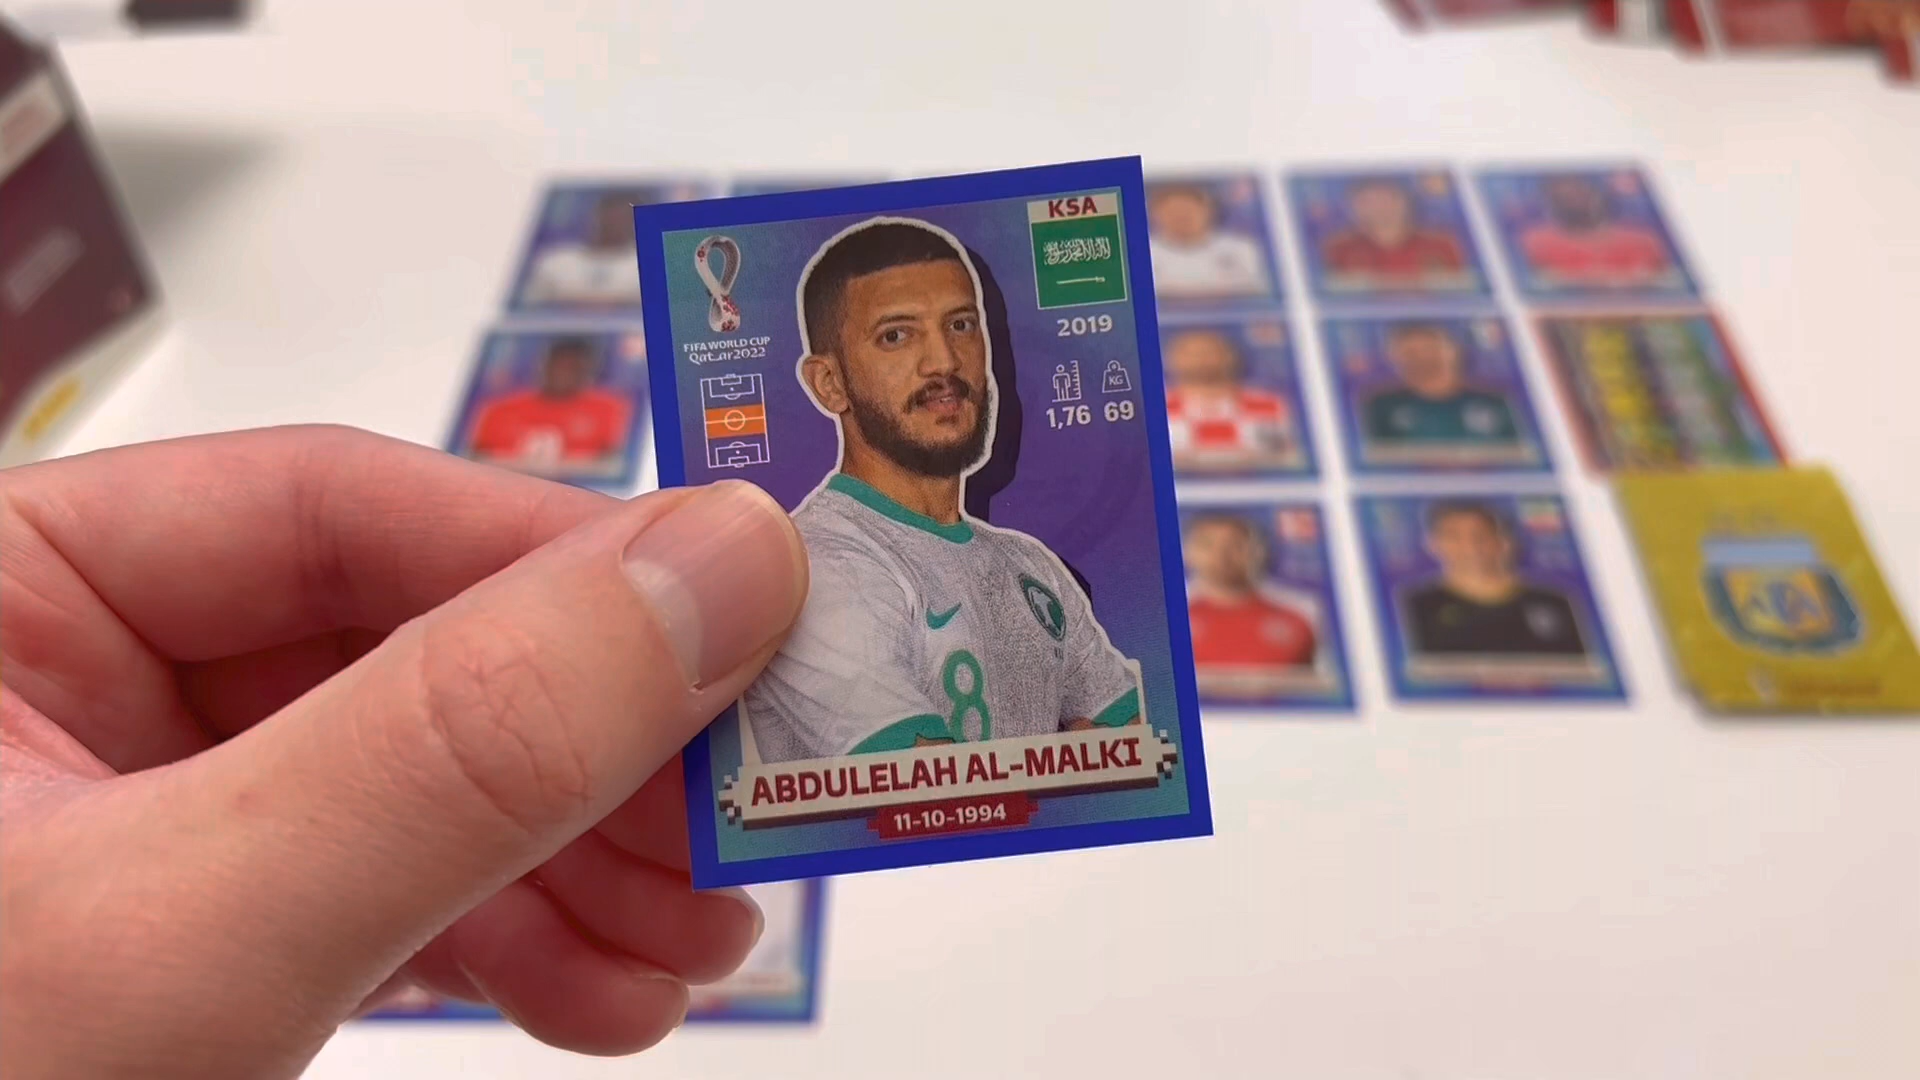 FIFA WORLD CUP
Qatar2022
KSA
2019
KG
1,76 69
8
ABDULELAH AL-MALKI
11-10-1994